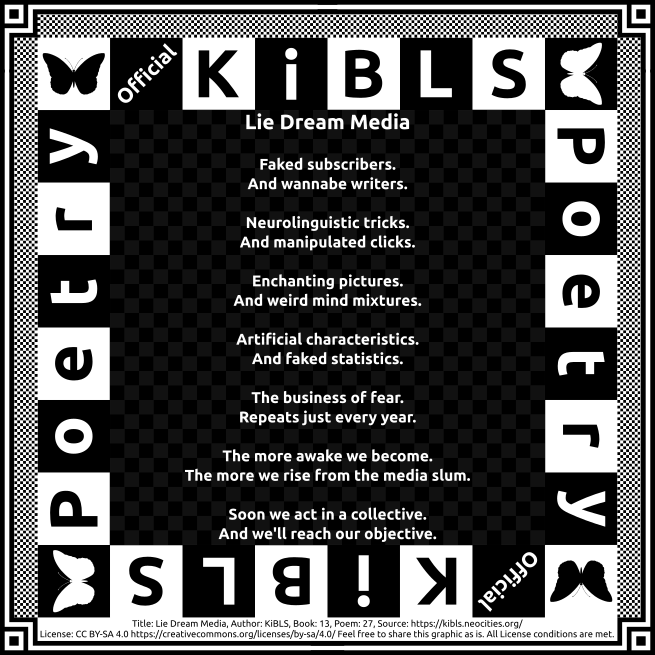 Official KiBLS
Poetry
Poetry
Lie Dream Media
Faked subscribers.
And wannabe writers.
Neurolinguistic tricks.
And manipulated clicks.
Enchanting pictures.
And weird mind mixtures.
Artificial characteristics.
And faked statistics.
The business of fear.
Repeats just every year.
The more awake we become.
The more we rise from the media slum.
Soon we act in a collective.
And we'll reach our objective.
Official KiBLS
Title: Lie Dream Media, Author: KiBLS, Book: 13, Poem: 27, Source: https://kibls.neocities.org/
License: CC BY-SA 4.0 https://creativecommons.org/licenses/by-sa/4.0/ Feel free to share this graphic as is. All License conditions are met.